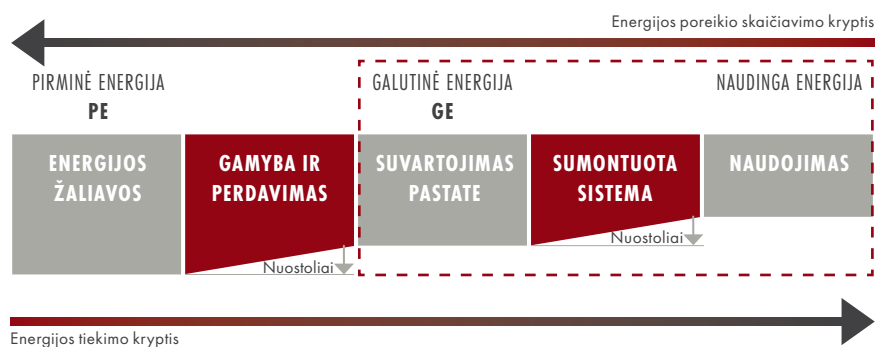 Energijos poreikio skaičiavimo kryptis
PIRMINĖ ENERGIJA
PE
GALUTINĖ ENERGIJA
GE
NAUDINGA ENERGIJA
ENERGIJOS
ŽALIAVOS
GAMYBA IR
PERDAVIMAS
SUVARTOJIMAS
PASTATE
SUMONTUOTA
SISTEMA
NAUDOJIMAS
Nuostoliai
Nuostoliai
Energijos tiekimo kryptis